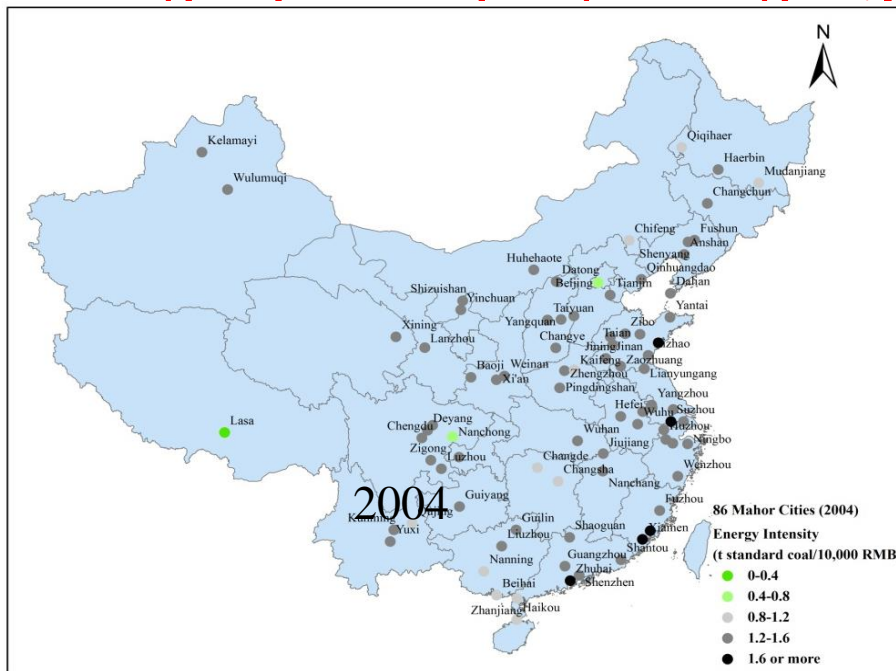 N
Qiqihaer
Kelamayi
Haerbin
Mudanjiang
Wulumuqi
Changchun
Chifeng
Fushun
Anshan
Shenyang
Huhehaote
Qinhuangdao
Datong
Beijing
Tianjin
Dalian
Shizuishan
Yinchuan
Yantai
Taiyuan
Yangquan
Zibo
Xining
Taian
izhao
Lanzhou
Changye
JiningJinan
Baoji
Weinan
Kaifeng
Zaozhuang
Zhengzhou
Lianyungang
Xi'an
Pingdingshan
Yangzhou
Hefei
Suzhou
Lasa
Deyang
Wuhu
Chengdu
Nanchong
Wuhan
Huzhou
Jiujiang
Ningbo
Zigong
Luzhou
Changde
Wenzhou
Changsha
Nanchang
2004
Guiyang
Fuzhou
86 Mahor Cities (2004)
Kunming
Qujing
Yuxi
Guilin
Shaoguan
Xiamen
Energy Intensity
Liuzhou
Shantou
(t standard coal/10,000 RMB
Nanning
Guangzhou
Zhuhai
0-0.4
Beihai
Shenzhen
0.4-0.8
Zhanjiang
Haikou
0.8-1.2
1.2-1.6
1.6 or more